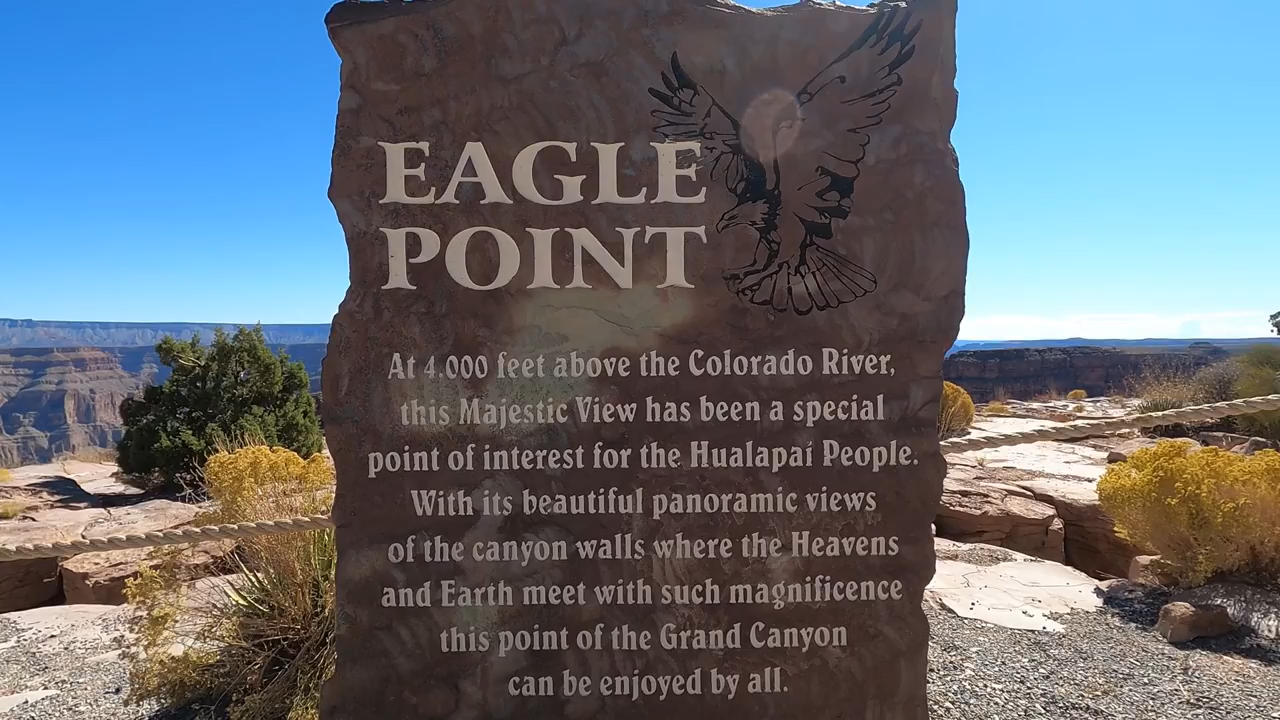 EAGLE
POINT
At 4.000 feet above the Colorado River,
this Majestic View has been a special
point of interest for the Hualapai People.
With its beautiful panoramic views
of the canyon walls where the Heavens
and Earth meet with such magnificence
this point of the Grand Canyon
can be enjoyed by all.